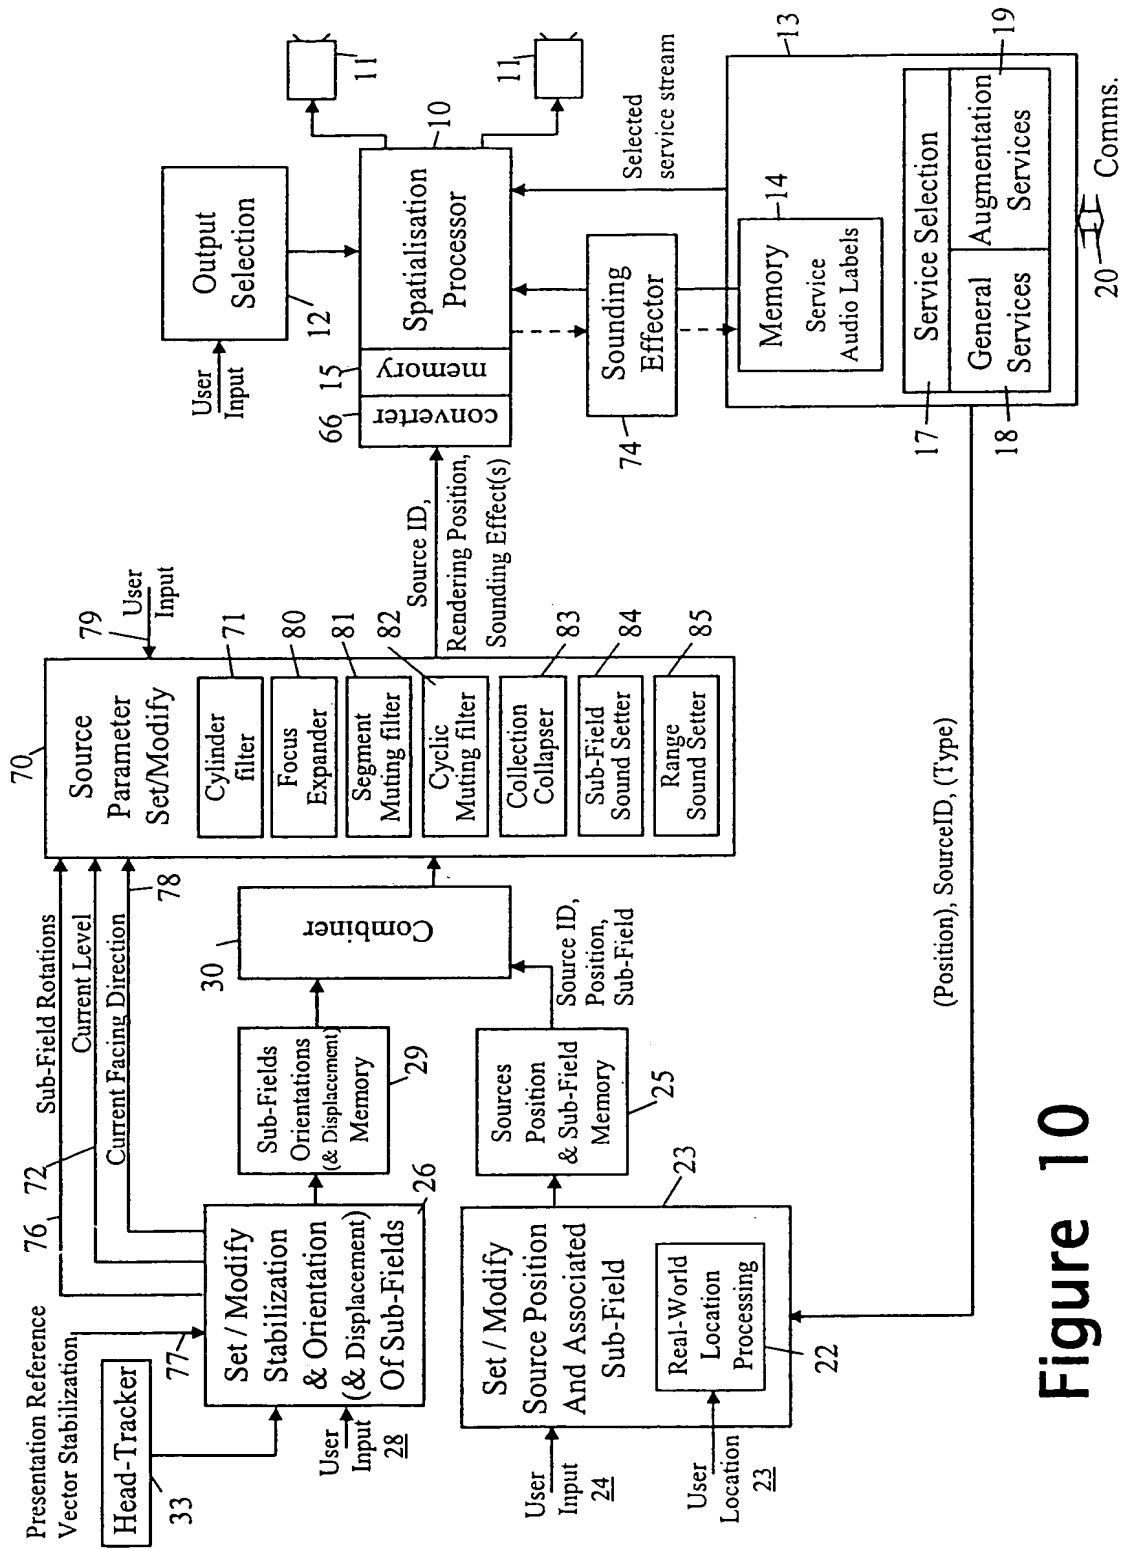 Presentation Reference
Vector Stabilization
Head-Tracker
33
77
76
72
Sub-Field Rotations
Current Level
Current Facing Direction
78
Set / Modify
Stabilization
& Orientation
(& Displacement)
Of Sub-Fields
26
User
Input
28
Sub-Fields
Orientations
(& Displacement)
Memory
29
Set / Modify
Source Position
And Associated
Sub-Field
23
Real-World
Location
Processing
22
User
Input
24
User
Location
23
Sources
Position
& Sub-Field
Memory
25
Source ID,
Position,
Sub-Field
30
Combiner
70
Source
Parameter
Set/Modify
79
User
Input
Cylinder
filter
71
Focus
Expander
80
Segment
Muting filter
81
Cyclic
Muting filter
82
Collection
Collapser
83
Sub-Field
Sound Setter
84
Range
Sound Setter
85
Source ID,
Rendering Position,
Sounding Effect(s)
User
Input
Output
Selection
12
66
converter
15
memory
Spatialisation
Processor
10
11
11
Sounding
Effector
74
Selected
service stream
13
Memory
14
Service
Audio Labels
Service Selection
17
General
Services
18
Augmentation
Services
19
20
Comms.
(Position), SourceID, (Type)
Figure 10